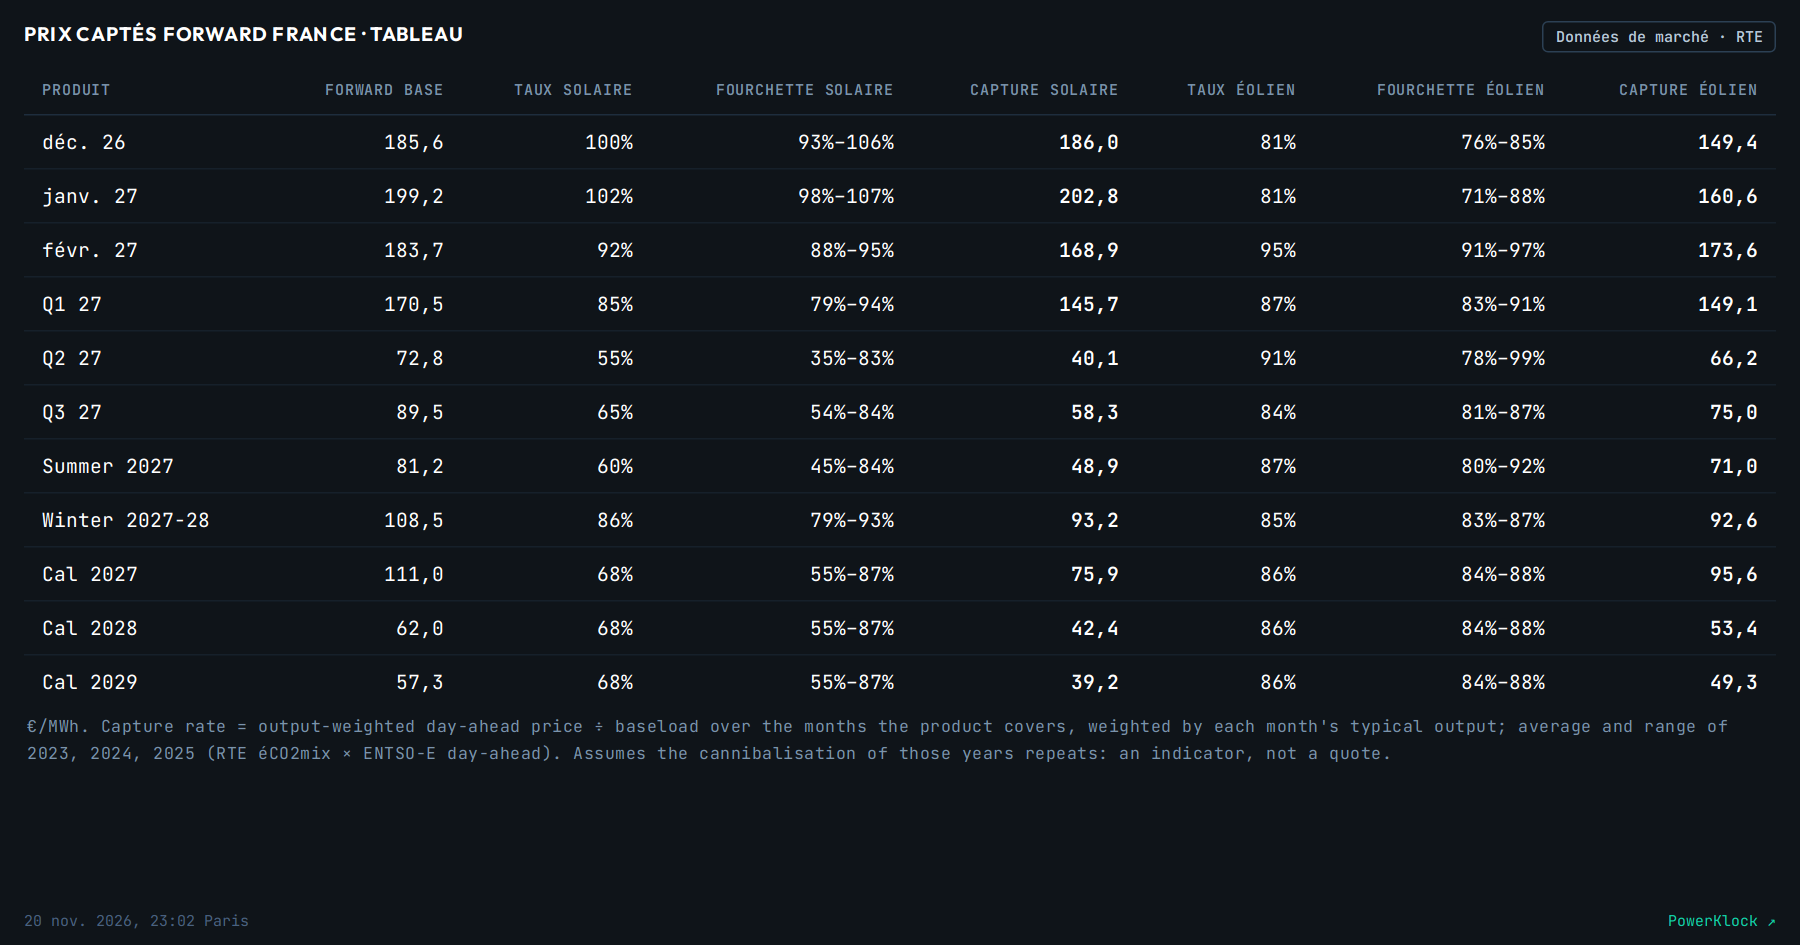 PRIX CAPTÉS FORWARD FRANCE · TABLEAU
Données de marché · RTE
PRODUIT FORWARD BASE TAUX SOLAIRE FOURCHETTE SOLAIRE CAPTURE SOLAIRE TAUX ÉOLIEN FOURCHETTE ÉOLIEN CAPTURE ÉOLIEN
déc. 26 185,6 100% 93%–106% 186,0 81% 76%–85% 149,4
janv. 27 199,2 102% 98%–107% 202,8 81% 71%–88% 160,6
févr. 27 183,7 92% 88%–95% 168,9 95% 91%–97% 173,6
Q1 27 170,5 85% 79%–94% 145,7 87% 83%–91% 149,1
Q2 27 72,8 55% 35%–83% 40,1 91% 78%–99% 66,2
Q3 27 89,5 65% 54%–84% 58,3 84% 81%–87% 75,0
Summer 2027 81,2 60% 45%–84% 48,9 87% 80%–92% 71,0
Winter 2027-28 108,5 86% 79%–93% 93,2 85% 83%–87% 92,6
Cal 2027 111,0 68% 55%–87% 75,9 86% 84%–88% 95,6
Cal 2028 62,0 68% 55%–87% 42,4 86% 84%–88% 53,4
Cal 2029 57,3 68% 55%–87% 39,2 86% 84%–88% 49,3
€/MWh. Capture rate = output-weighted day-ahead price ÷ baseload over the months the product covers, weighted by each month's typical output; average and range of
2023, 2024, 2025 (RTE éCO2mix × ENTSO-E day-ahead). Assumes the cannibalisation of those years repeats: an indicator, not a quote.
20 nov. 2026, 23:02 Paris
PowerKlock ↗